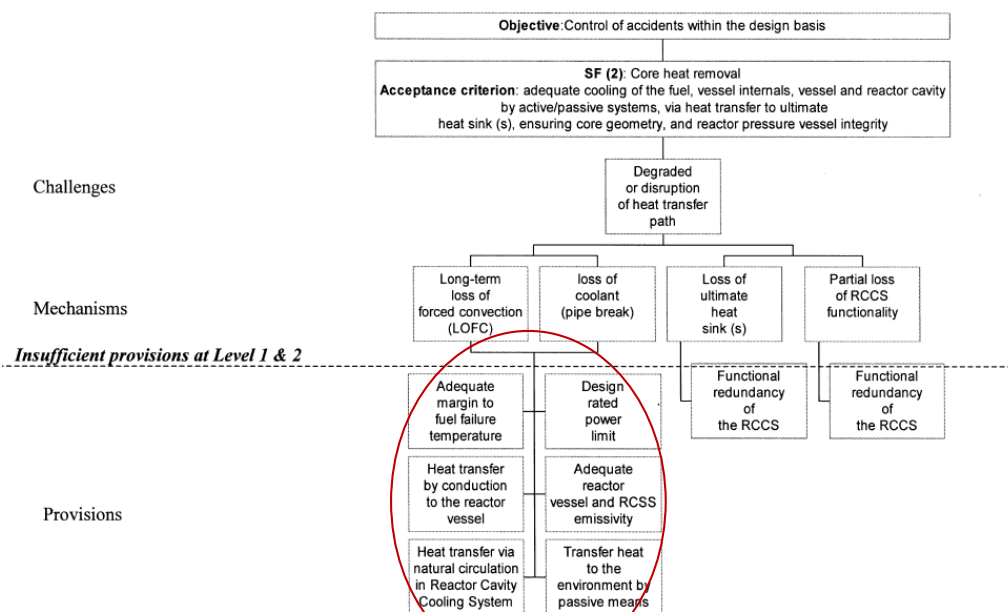 Objective:Control of accidents within the design basis
SF (2): Core heat removal
Acceptance criterion: adequate cooling of the fuel, vessel internals, vessel and reactor cavity
by active/passive systems, via heat transfer to ultimate
heat sink (s), ensuring core geometry, and reactor pressure vessel integrity
Challenges
Degraded
or disruption
of heat transfer
path
Mechanisms
Long-term
loss of
forced convection
(LOFC)
loss of
coolant
(pipe break)
Loss of
ultimate
heat
sink (s)
Partial loss
of RCCS
functionality
Insufficient provisions at Level 1 & 2
Provisions
Adequate
margin to
fuel failure
temperature
Design
rated
power
limit
Functional
redundancy
of
the RCCS
Functional
redundancy
of
the RCCS
Heat transfer
by conduction
to the reactor
vessel
Adequate
reactor
vessel and RCSS
emissivity
Heat transfer via
natural circulation
in Reactor Cavity
Cooling System
Transfer heat
to the
environment by
passive means